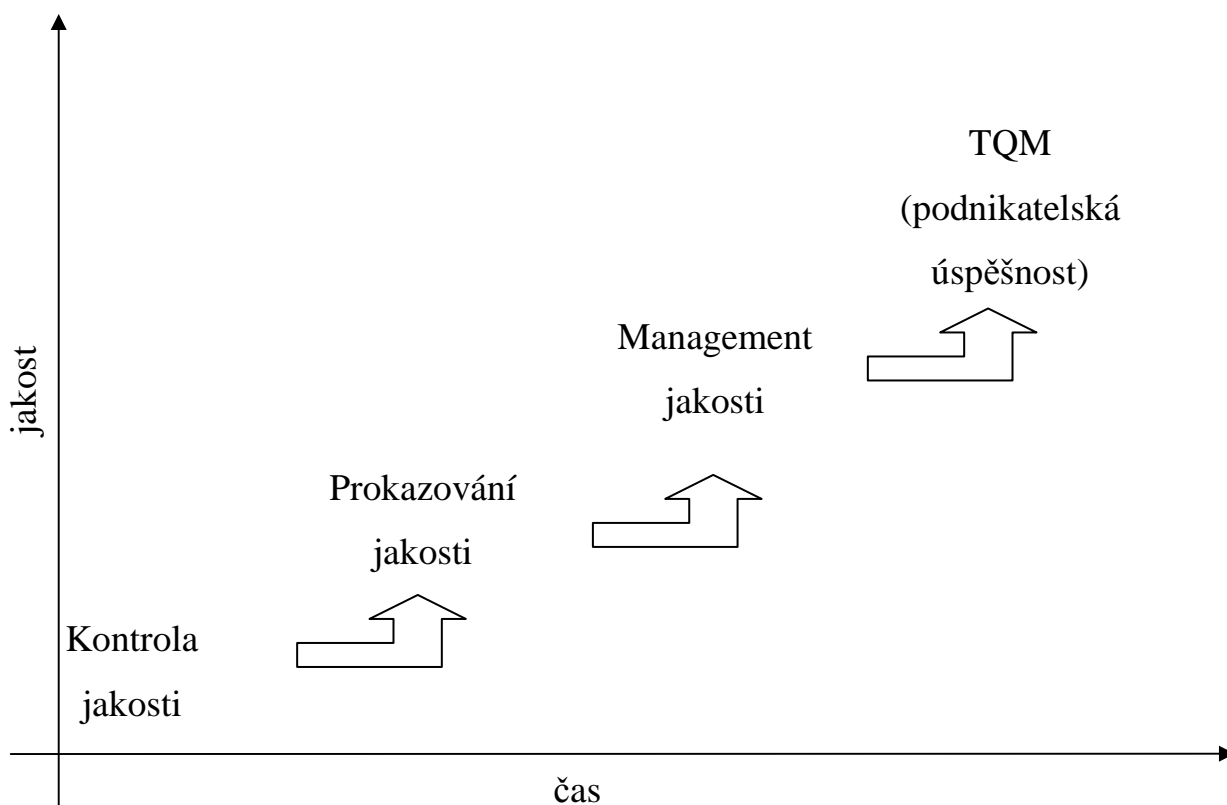 TQM
(podnikatelská
úspěšnost)
Management
jakosti
jakost
Prokazování
jakosti
Kontrola
jakosti
čas